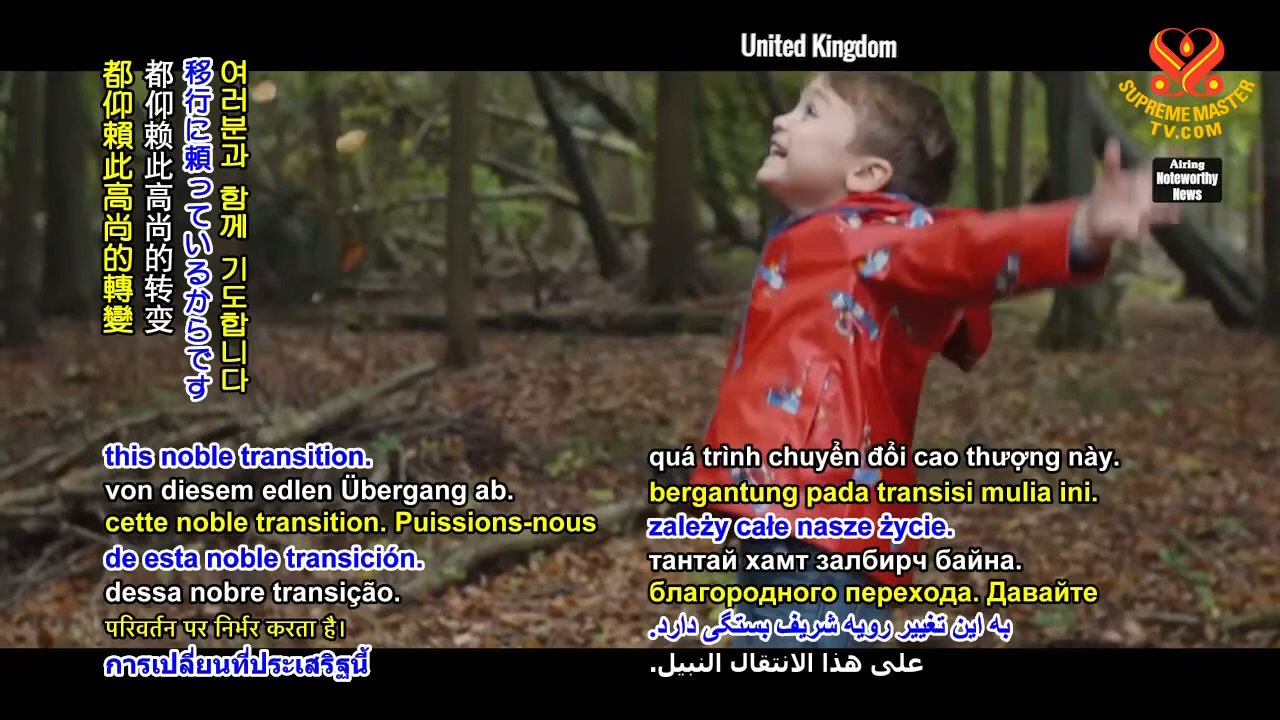 United Kingdom
SUPREME MASTER
TV.COM
Airing
Noteworthy
News
여러분과 함께 기도합니다
移行に頼っているからです
都仰赖此高尚的转变
都仰賴此高尚的轉變
this noble transition.
von diesem edlen Übergang ab.
cette noble transition. Puissions-nous
de esta noble transición.
dessa nobre transição.
परिवर्तन पर निर्भर करता है।
การเปลี่ยนที่ประเสริฐนี้
quá trình chuyển đổi cao thượng này.
bergantung pada transisi mulia ini.
zależy całe nasze życie.
тантай хамт залбирч байна.
благородного перехода. Давайте
به این تغییر رویه شریف بستگی دارد.
على هذا الانتقال النبيل.